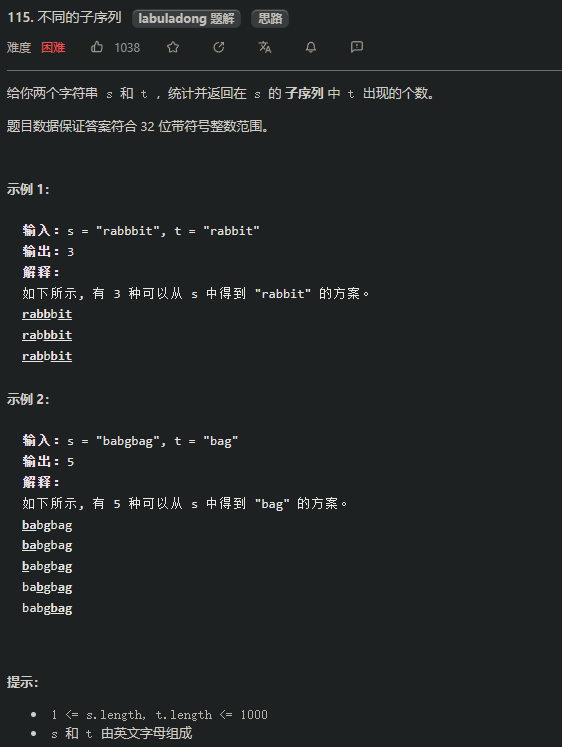 115. 不同的子序列 labuladong 题解 思路
难度 困难 1038
给你两个字符串 s 和 t ，统计并返回在 s 的 子序列 中 t 出现的个数。
题目数据保证答案符合 32 位带符号整数范围。
示例 1：
输入：s = "rabbbit", t = "rabbit"
输出：3
解释：
如下所示, 有 3 种可以从 s 中得到 "rabbit" 的方案。
rabbbit
rabbbit
rabbbit
示例 2：
输入：s = "babgbag", t = "bag"
输出：5
解释：
如下所示, 有 5 种可以从 s 中得到 "bag" 的方案。
babgbag
babgbag
babgbag
babgbag
babgbag
提示：
1 <= s.length, t.length <= 1000
s 和 t 由英文字母组成